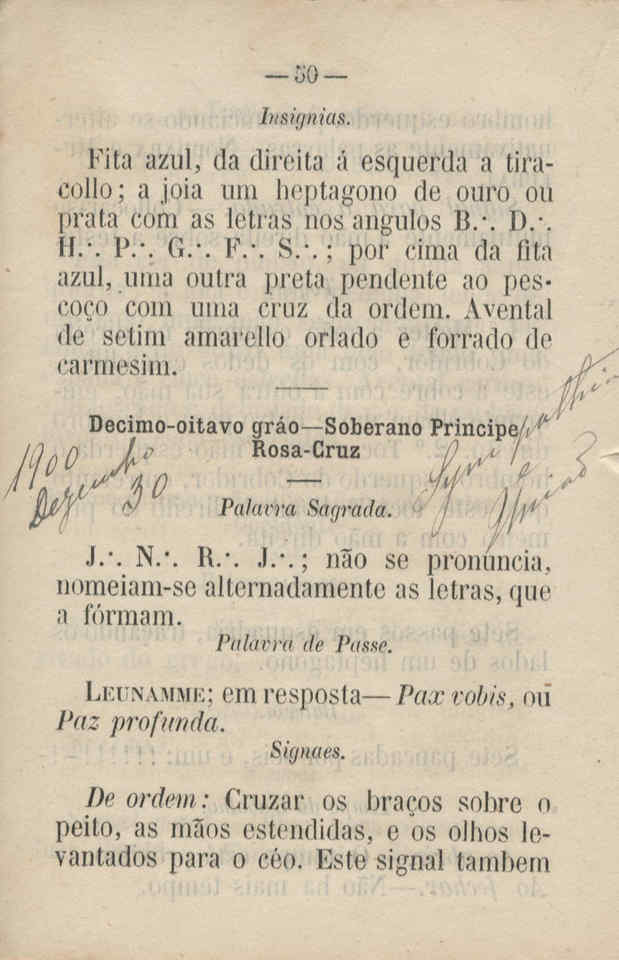 — 50 —
Insignias.
Fita azul, da direita á esquerda a tira-
collo; a joia um heptagono de ouro ou
prata com as letras nos angulos B.·. D.·.
H.·. P.·. G.·. F.·. S.·.; por cima da fita
azul, uma outra preta pendente ao pes-
coço com uma cruz da ordem. Avental
de setim amarello orlado e forrado de
carmesim.
Decimo-oitavo gráo—Soberano Principe
Rosa-Cruz
1900
Dezembro
30
Sympathia
e
Palavra Sagrada.
J.·. N.·. R.·. J.·.; não se pronuncia,
nomeiam-se alternadamente as letras, que
a fórmam.
Palavra de Passe.
LEUNAMME; em resposta—Pax vobis, ou
Paz profunda.
Signaes.
De ordem: Cruzar os braços sobre o
peito, as mãos estendidas, e os olhos le-
vantados para o céo. Este signal tambem